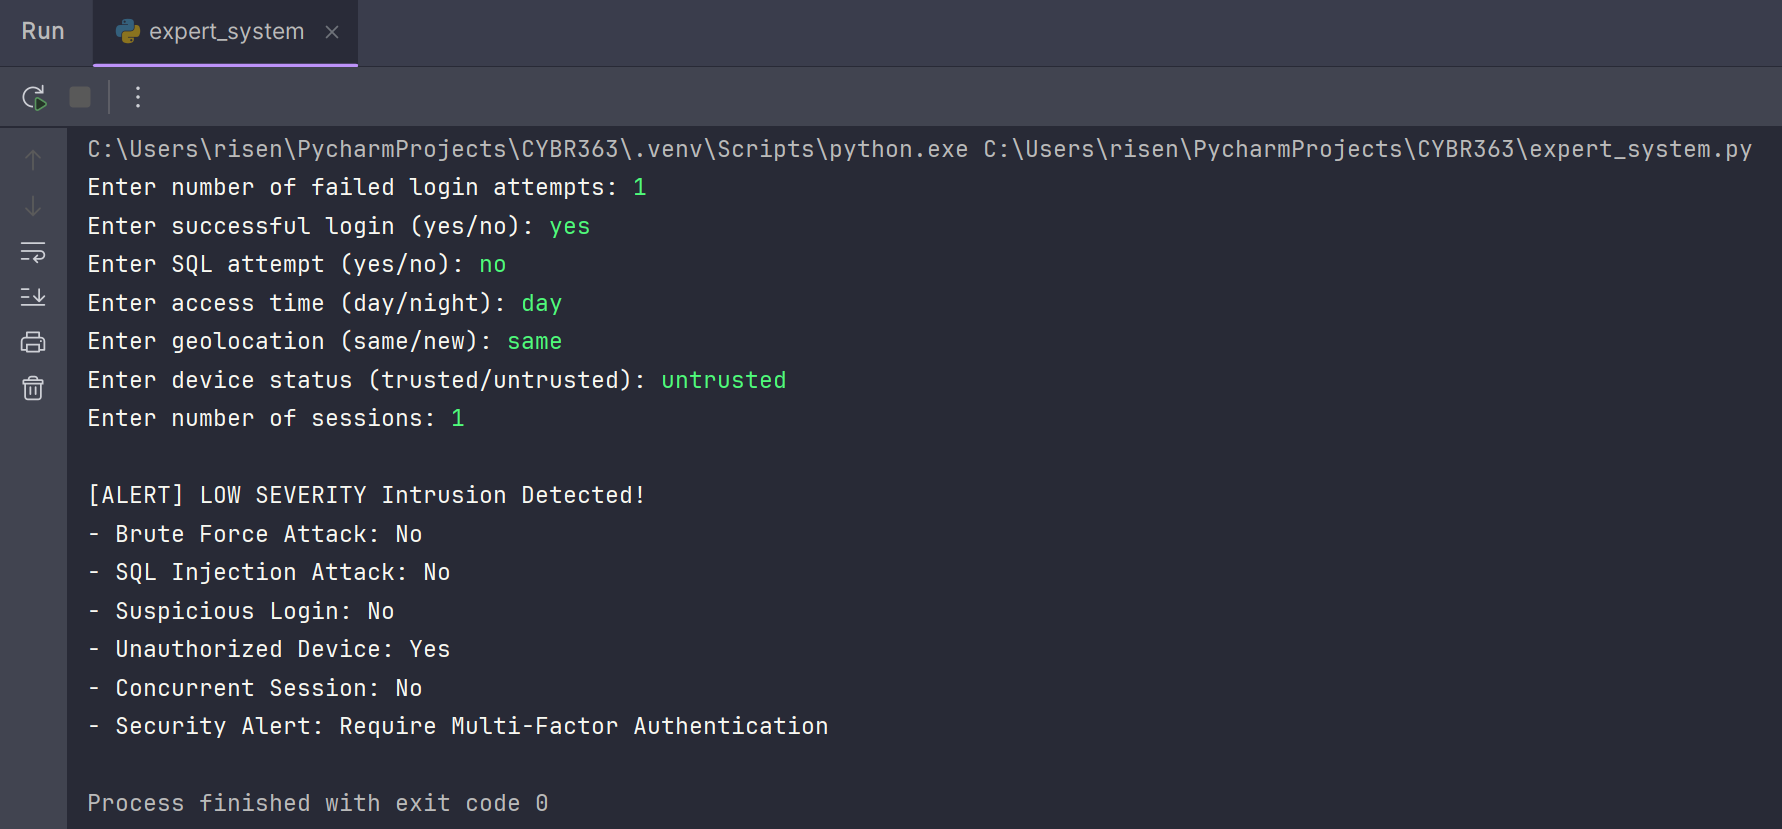 Run
expert_system
C:\Users\risen\PycharmProjects\CYBR363\.venv\Scripts\python.exe C:\Users\risen\PycharmProjects\CYBR363\expert_system.py
Enter number of failed login attempts: 1
Enter successful login (yes/no): yes
Enter SQL attempt (yes/no): no
Enter access time (day/night): day
Enter geolocation (same/new): same
Enter device status (trusted/untrusted): untrusted
Enter number of sessions: 1
[ALERT] LOW SEVERITY Intrusion Detected!
- Brute Force Attack: No
- SQL Injection Attack: No
- Suspicious Login: No
- Unauthorized Device: Yes
- Concurrent Session: No
- Security Alert: Require Multi-Factor Authentication
Process finished with exit code 0